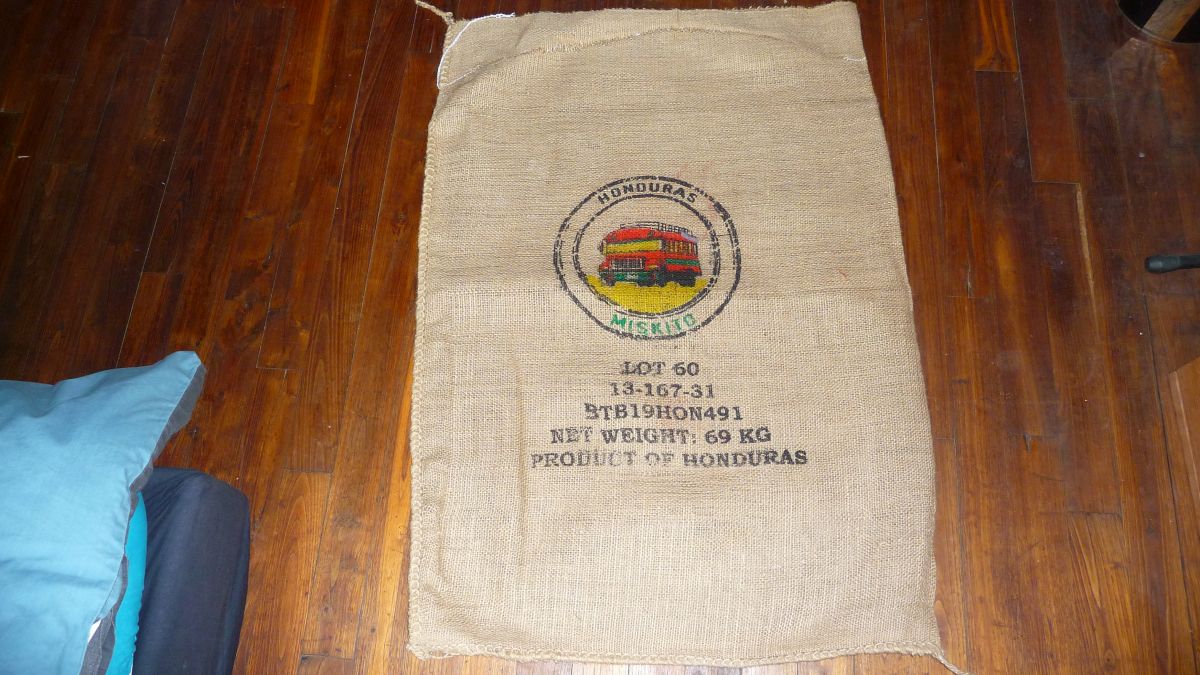 HONDURAS
MISKITO
LOT 60
13-167-31
BTB19HON491
NET WEIGHT: 69 KG
PRODUCT OF HONDURAS